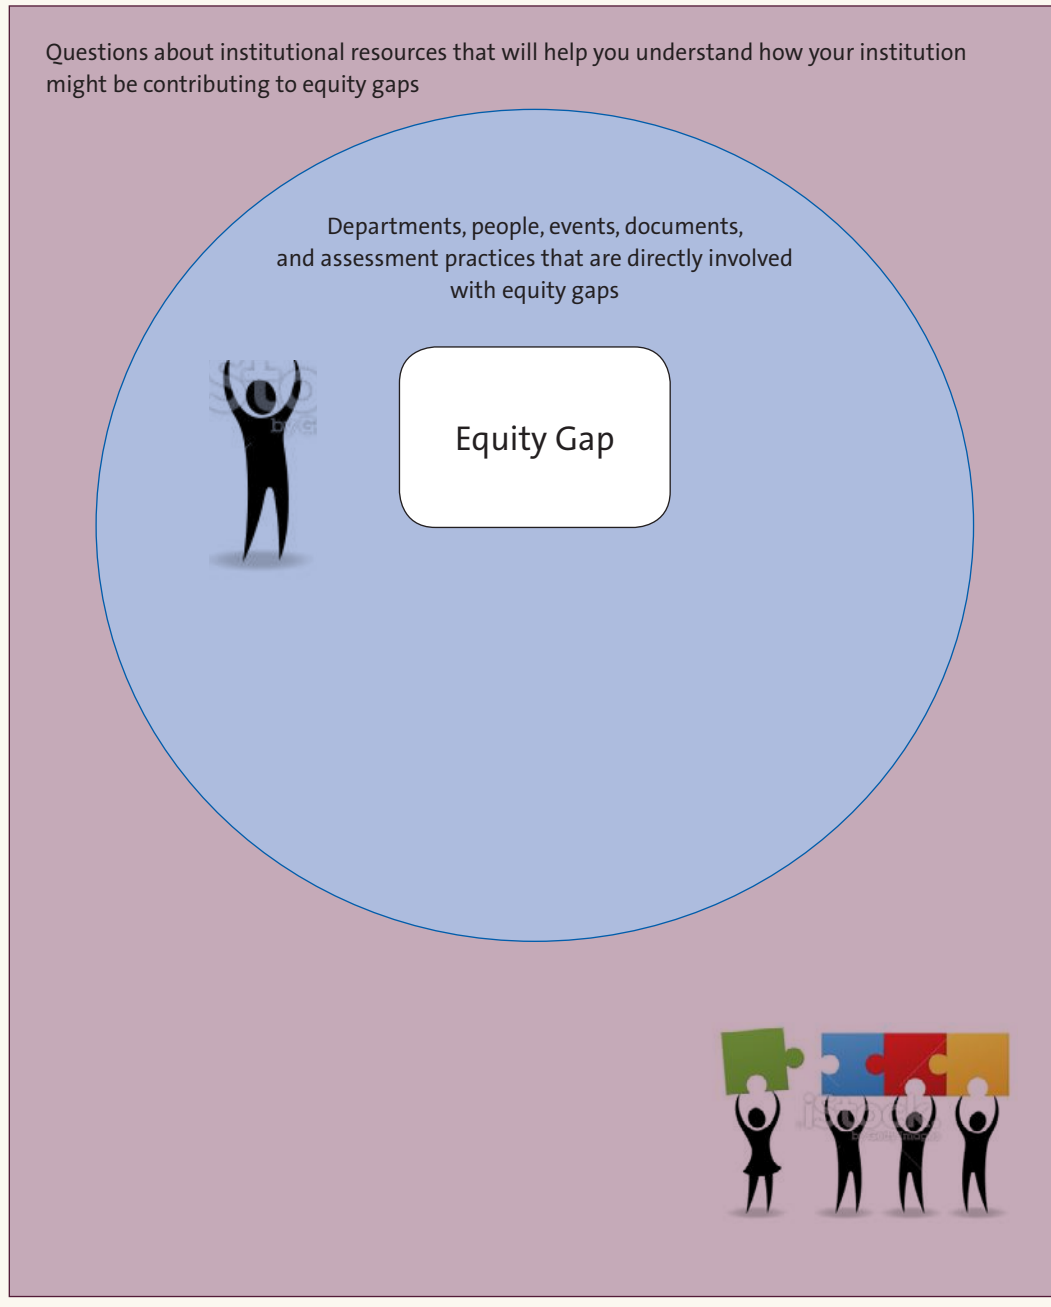 Questions about institutional resources that will help you understand how your institution
might be contributing to equity gaps
Departments, people, events, documents,
and assessment practices that are directly involved
with equity gaps
Equity Gap
iStock